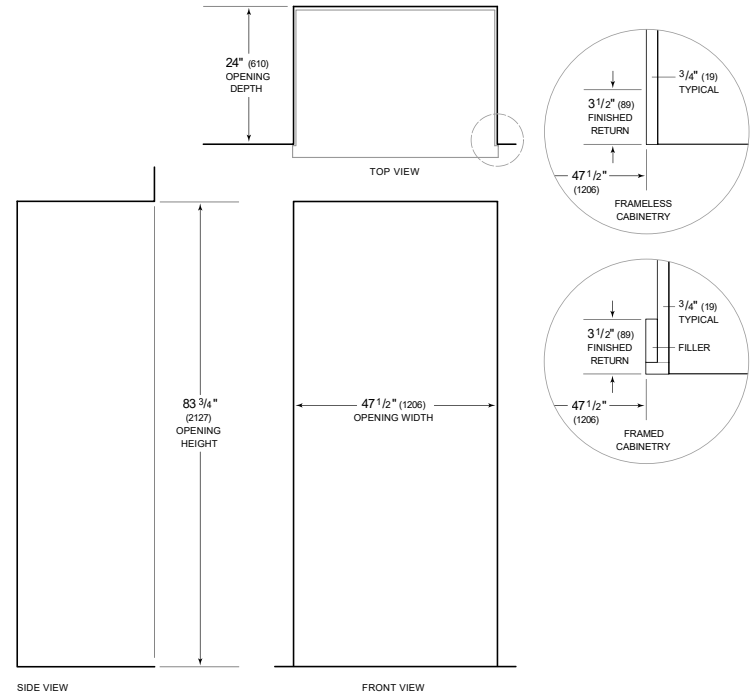 24" (610)
OPENING
DEPTH
TOP VIEW
3/4" (19)
TYPICAL
3 1/2" (89)
FINISHED
RETURN
47 1/2"
(1206)
FRAMELESS
CABINETRY
3/4" (19)
TYPICAL
3 1/2" (89)
FINISHED
RETURN
FILLER
47 1/2"
(1206)
FRAMED
CABINETRY
83 3/4"
(2127)
OPENING
HEIGHT
47 1/2" (1206)
OPENING WIDTH
SIDE VIEW
FRONT VIEW